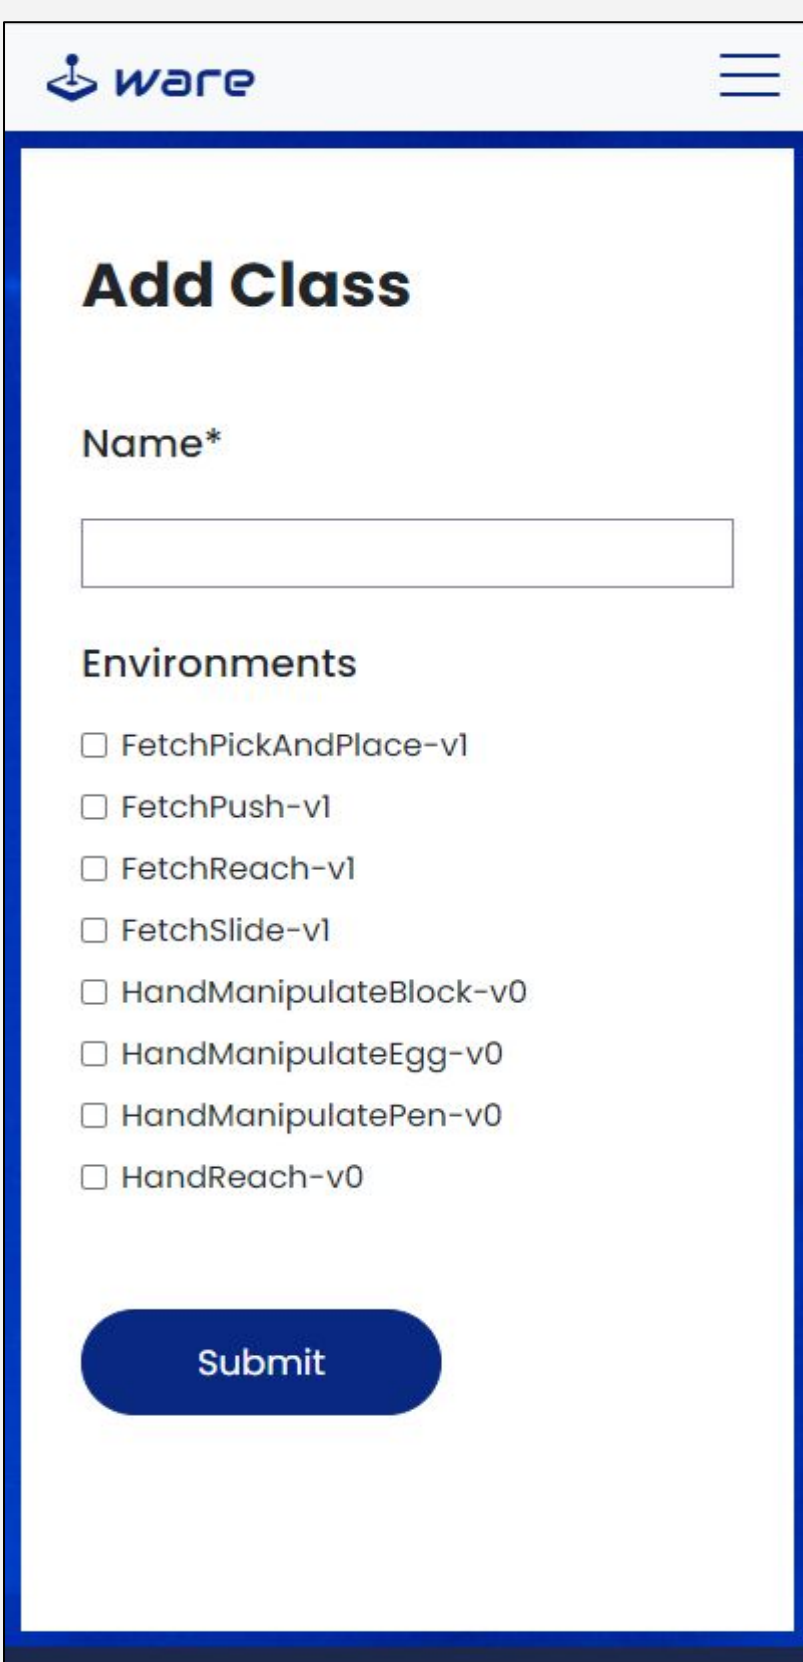 ware
Add Class
Name*
Environments
FetchPickAndPlace-v1
FetchPush-v1
FetchReach-v1
FetchSlide-v1
HandManipulateBlock-v0
HandManipulateEgg-v0
HandManipulatePen-v0
HandReach-v0
Submit